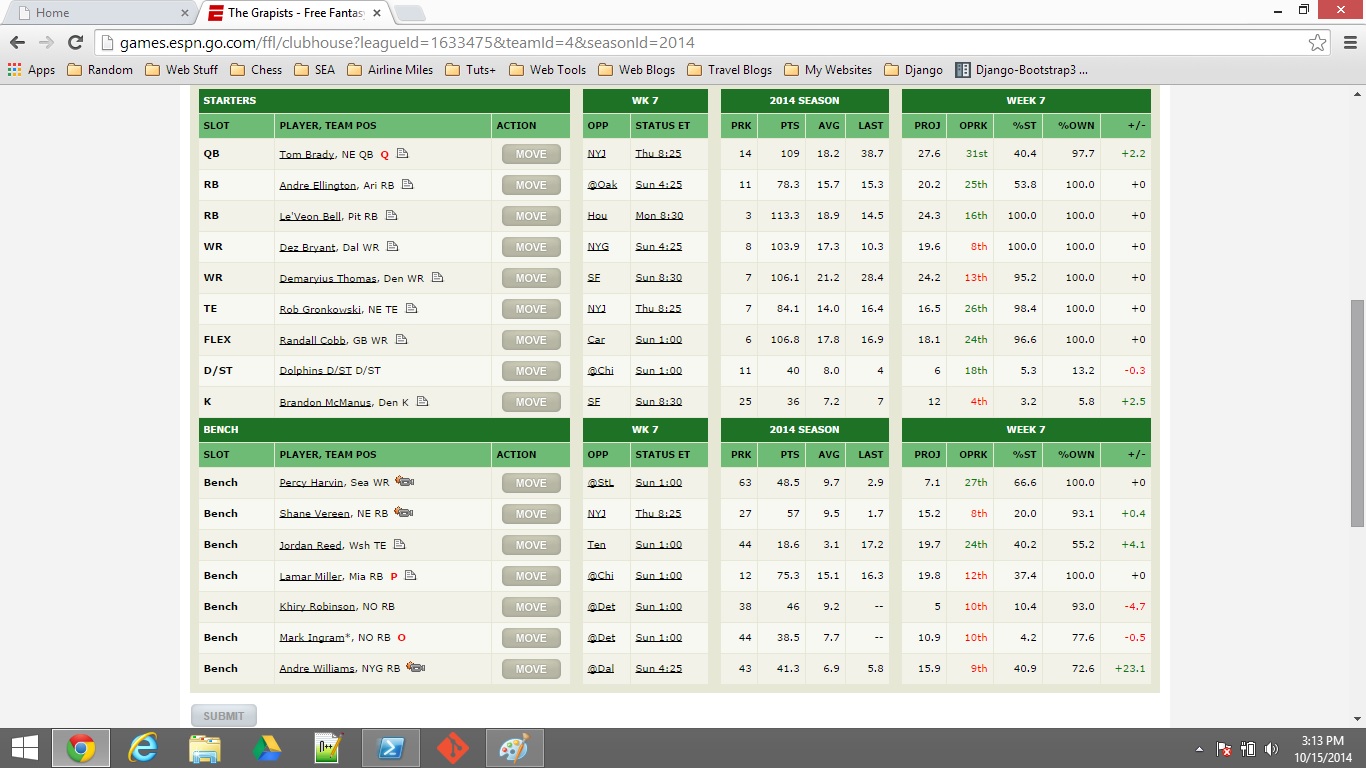 Home
The Grapists - Free Fantasy
games.espn.go.com/ffl/clubhouse?leagueId=1633475&teamId=4&seasonId=2014
Apps Random Web Stuff Chess SEA Airline Miles Tuts+ Web Tools Web Blogs Travel Blogs My Websites Django Django-Bootstrap3 ...
STARTERS WK 7 2014 SEASON WEEK 7
SLOT PLAYER, TEAM POS ACTION OPP STATUS ET PRK PTS AVG LAST PROJ OPRK %ST %OWN +/-
QB Tom Brady, NE QB Q MOVE NYJ Thu 8:25 14 109 18.2 38.7 27.6 31st 40.4 97.7 +2.2
RB Andre Ellington, Ari RB MOVE @Oak Sun 4:25 11 78.3 15.7 15.3 20.2 25th 53.8 100.0 +0
RB Le'Veon Bell, Pit RB MOVE Hou Mon 8:30 3 113.3 18.9 14.5 24.3 16th 100.0 100.0 +0
WR Dez Bryant, Dal WR MOVE NYG Sun 4:25 8 103.9 17.3 10.3 19.6 8th 100.0 100.0 +0
WR Demaryius Thomas, Den WR MOVE SF Sun 8:30 7 106.1 21.2 28.4 24.2 13th 95.2 100.0 +0
TE Rob Gronkowski, NE TE MOVE NYJ Thu 8:25 7 84.1 14.0 16.4 16.5 26th 98.4 100.0 +0
FLEX Randall Cobb, GB WR MOVE Car Sun 1:00 6 106.8 17.8 16.9 18.1 24th 96.6 100.0 +0
D/ST Dolphins D/ST D/ST MOVE @Chi Sun 1:00 11 40 8.0 4 6 18th 5.3 13.2 -0.3
K Brandon McManus, Den K MOVE SF Sun 8:30 25 36 7.2 7 12 4th 3.2 5.8 +2.5
BENCH WK 7 2014 SEASON WEEK 7
SLOT PLAYER, TEAM POS ACTION OPP STATUS ET PRK PTS AVG LAST PROJ OPRK %ST %OWN +/-
Bench Percy Harvin, Sea WR MOVE @StL Sun 1:00 63 48.5 9.7 2.9 7.1 27th 66.6 100.0 +0
Bench Shane Vereen, NE RB MOVE NYJ Thu 8:25 27 57 9.5 1.7 15.2 8th 20.0 93.1 +0.4
Bench Jordan Reed, Wsh TE MOVE Ten Sun 1:00 44 18.6 3.1 17.2 19.7 24th 40.2 55.2 +4.1
Bench Lamar Miller, Mia RB P MOVE @Chi Sun 1:00 12 75.3 15.1 16.3 19.8 12th 37.4 100.0 +0
Bench Khiry Robinson, NO RB MOVE @Det Sun 1:00 38 46 9.2 -- 5 10th 10.4 93.0 -4.7
Bench Mark Ingram*, NO RB O MOVE @Det Sun 1:00 44 38.5 7.7 -- 10.9 10th 4.2 77.6 -0.5
Bench Andre Williams, NYG RB MOVE @Dal Sun 4:25 43 41.3 6.9 5.8 15.9 9th 40.9 72.6 +23.1
SUBMIT
3:13 PM
10/15/2014